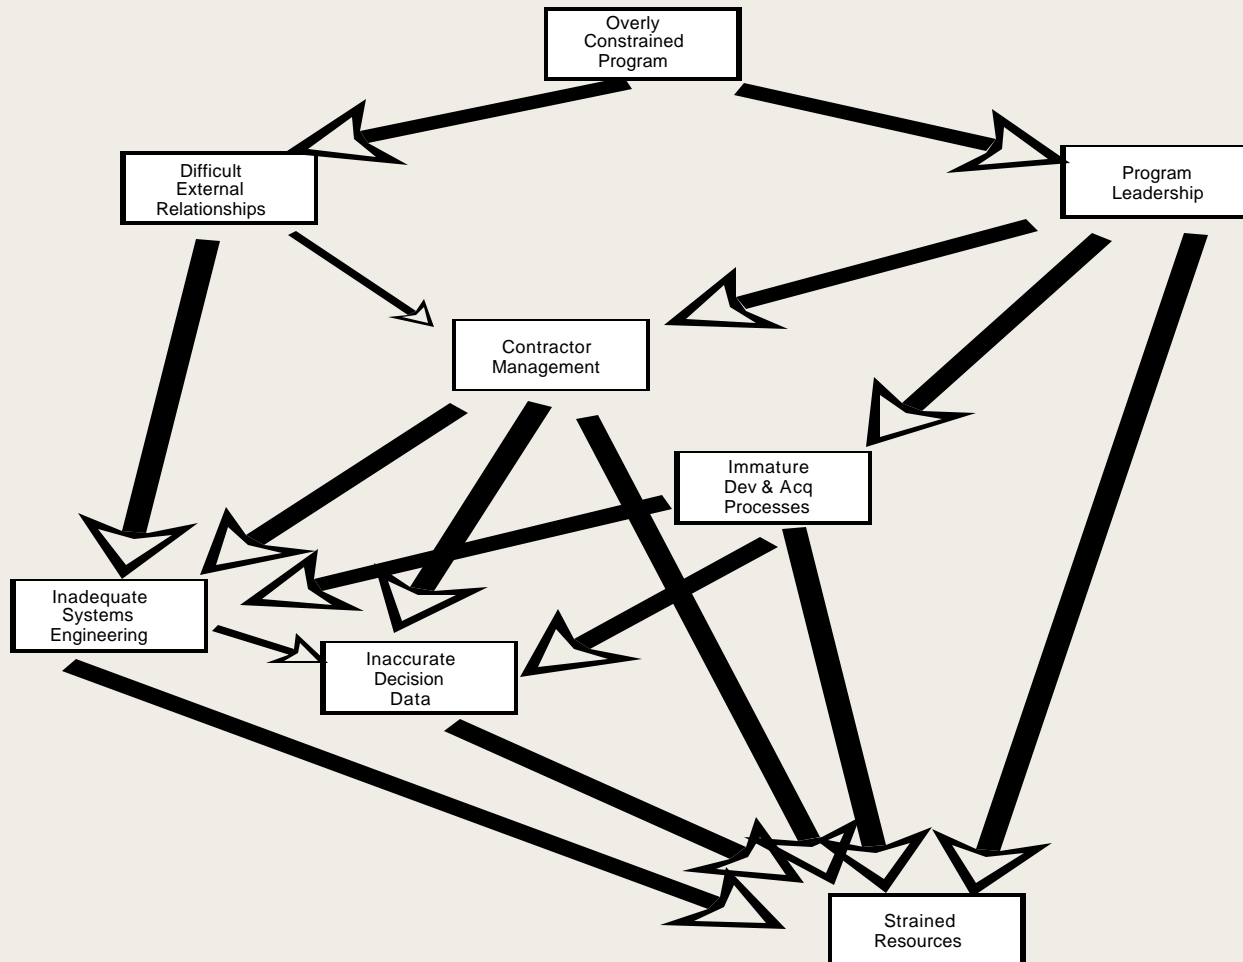 Overly
Constrained
Program
Difficult
External
Relationships
Program
Leadership
Contractor
Management
Immature
Dev & Acq
Processes
Inadequate
Systems
Engineering
Inaccurate
Decision
Data
Strained
Resources